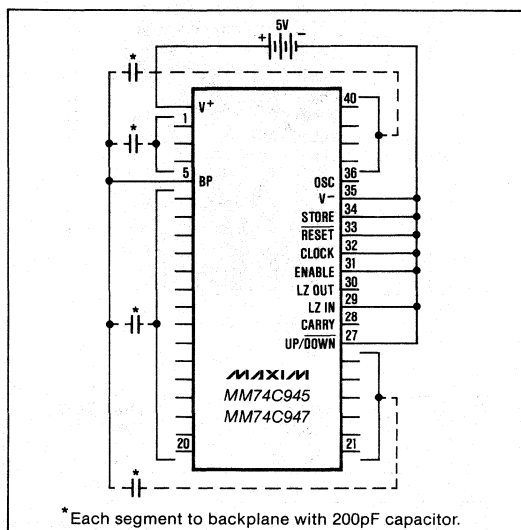 5V
+ -
*
*
*
*
1
V+
5
BP
20
40
36
OSC
35
V−
34
STORE
33
RESET
32
CLOCK
31
ENABLE
30
LZ OUT
29
LZ IN
28
CARRY
27
UP/DOWN
21
MAXIM
MM74C945
MM74C947
*Each segment to backplane with 200pF capacitor.